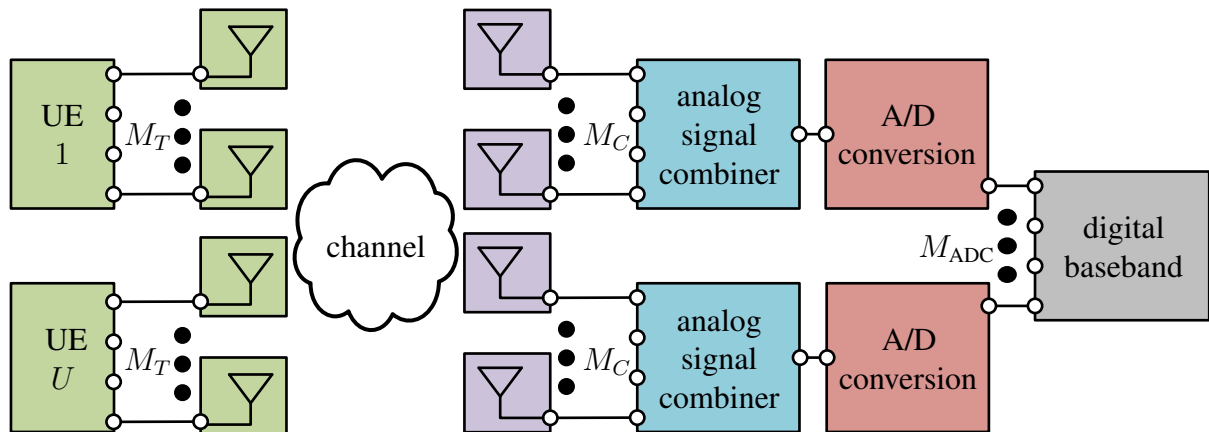 UE
1
M_T
M_C
analog
signal
combiner
A/D
conversion
UE
U
M_T
channel
M_C
analog
signal
combiner
A/D
conversion
M_ADC
digital
baseband